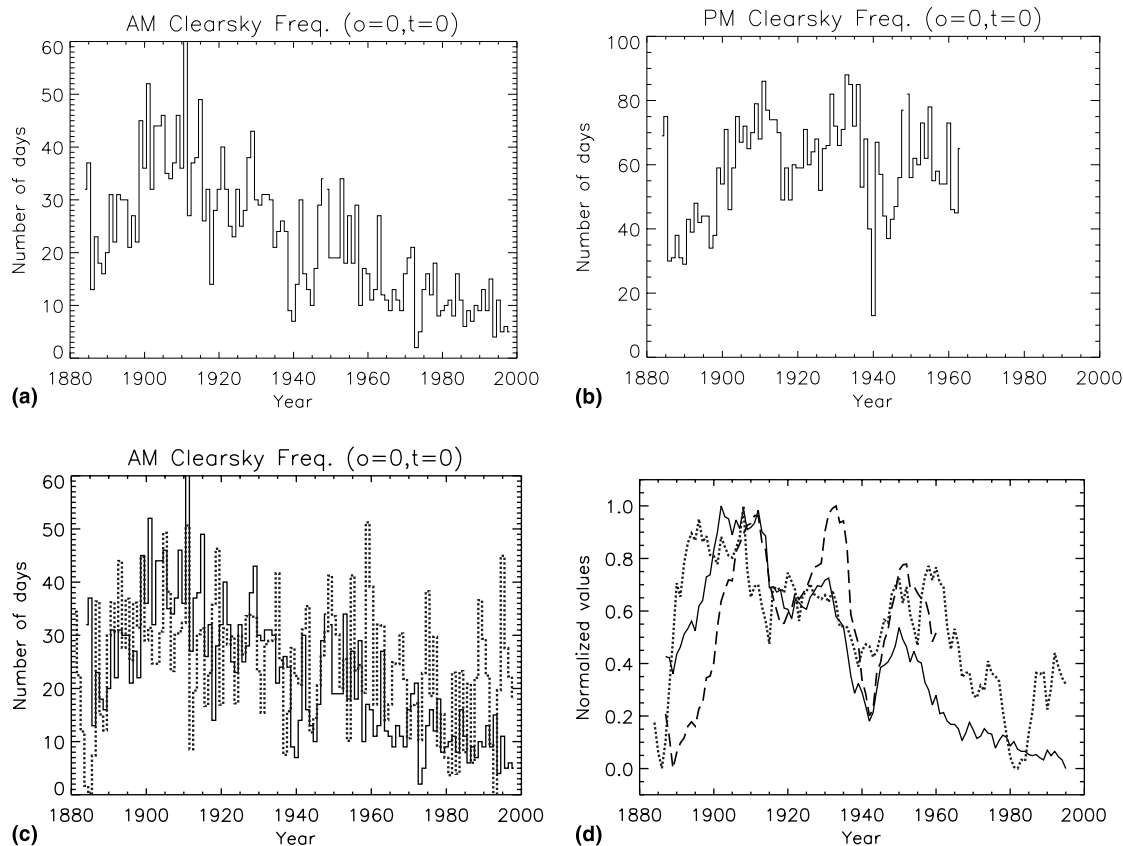 AM Clearsky Freq. (o=0,t=0)
60
50
40
30
20
10
0
Number of days
1880 1900 1920 1940 1960 1980 2000
Year
(a)
PM Clearsky Freq. (o=0,t=0)
100
80
60
40
20
0
Number of days
1880 1900 1920 1940 1960 1980 2000
Year
(b)
AM Clearsky Freq. (o=0,t=0)
60
50
40
30
20
10
0
Number of days
1880 1900 1920 1940 1960 1980 2000
Year
(c)
1.0
0.8
0.6
0.4
0.2
0.0
Normalized values
1880 1900 1920 1940 1960 1980 2000
Year
(d)